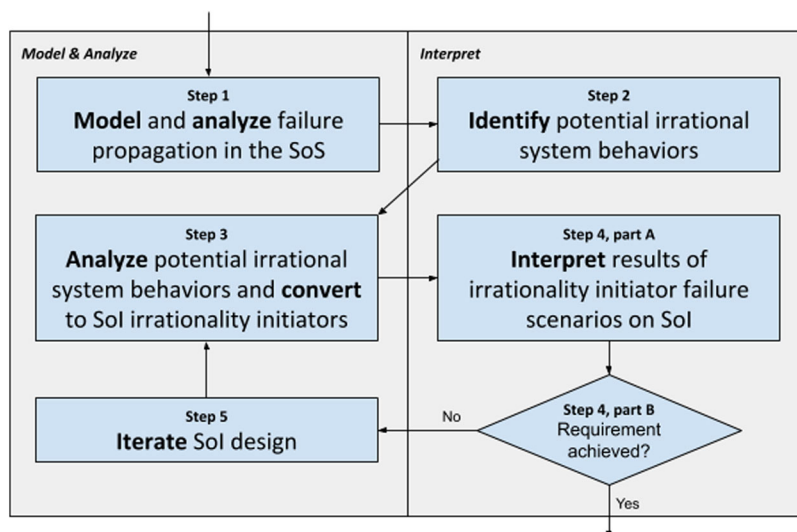 Model & Analyze
Interpret
Step 1
Model and analyze failure
propagation in the SoS
Step 2
Identify potential irrational
system behaviors
Step 3
Analyze potential irrational
system behaviors and convert
to SoI irrationality initiators
Step 4, part A
Interpret results of
irrationality initiator failure
scenarios on SoI
Step 4, part B
Requirement
achieved?
No
Step 5
Iterate SoI design
Yes